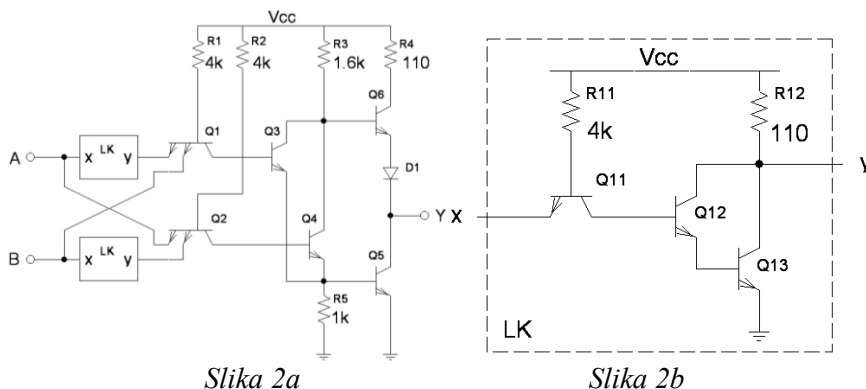 Vcc
R1
4k
R2
4k
R3
1.6k
R4
110
Q6
Q1
Q3
A
x LK y
D1
Q4
Y
Q2
B
x LK y
Q5
R5
1k
Slika 2a
Vcc
R11
4k
R12
110
y
Q11
x
Q12
Q13
LK
Slika 2b